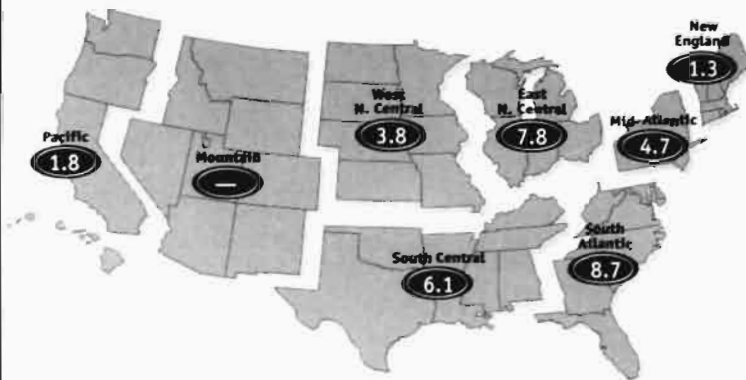 New
England
1.3
West
N. Central
3.8
East
N. Central
7.8
Mid-Atlantic
4.7
Pacific
1.8
Mountain
—
South Central
6.1
South
Atlantic
8.7